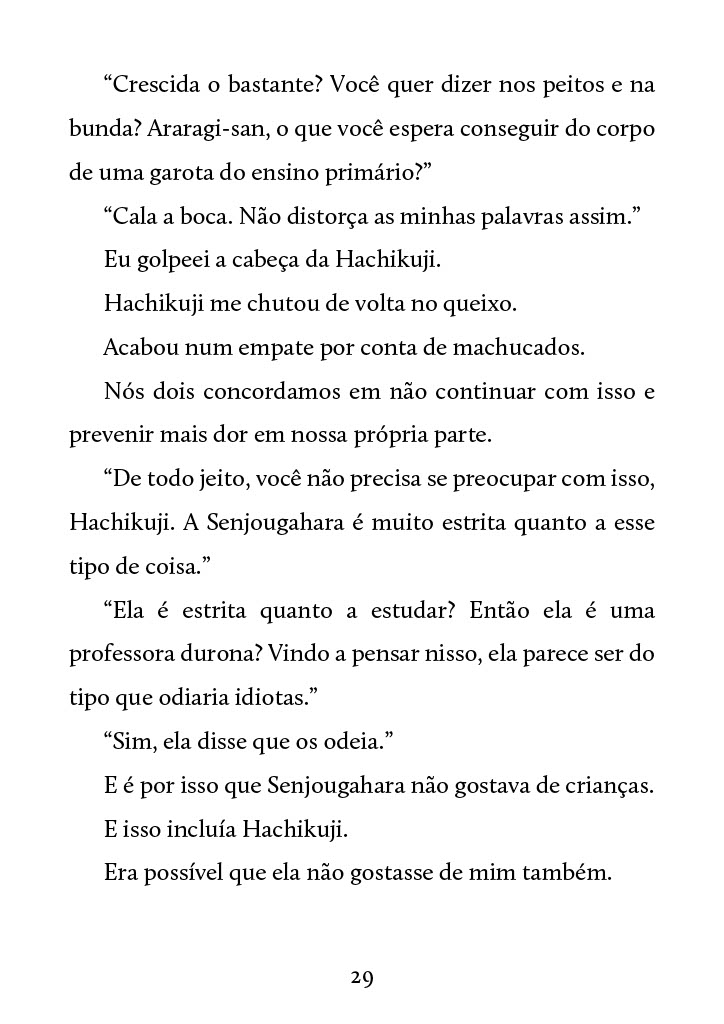 “Crescida o bastante? Você quer dizer nos peitos e na
bunda? Araragi-san, o que você espera conseguir do corpo
de uma garota do ensino primário?”
“Cala a boca. Não distorça as minhas palavras assim.”
Eu golpeei a cabeça da Hachikuji.
Hachikuji me chutou de volta no queixo.
Acabou num empate por conta de machucados.
Nós dois concordamos em não continuar com isso e
prevenir mais dor em nossa própria parte.
“De todo jeito, você não precisa se preocupar com isso,
Hachikuji. A Senjougahara é muito estrita quanto a esse
tipo de coisa.”
“Ela é estrita quanto a estudar? Então ela é uma
professora durona? Vindo a pensar nisso, ela parece ser do
tipo que odiaria idiotas.”
“Sim, ela disse que os odeia.”
E é por isso que Senjougahara não gostava de crianças.
E isso incluía Hachikuji.
Era possível que ela não gostasse de mim também.
29